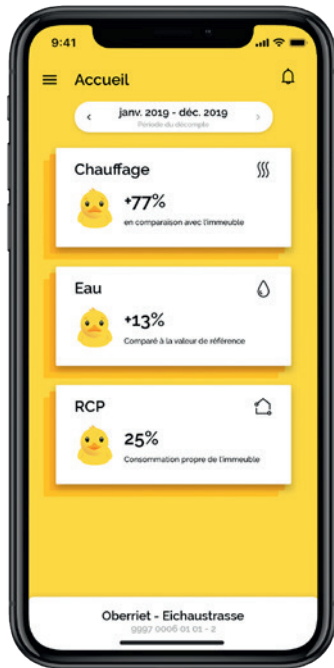 9:41
Accueil
janv. 2019 - déc. 2019
Période du décompte
Chauffage
+77%
en comparaison avec l'immeuble
Eau
+13%
Comparé à la valeur de référence
RCP
25%
Consommation propre de l'immeuble
Oberriet - Eichaustrasse
9997 0006 01 01 - 2